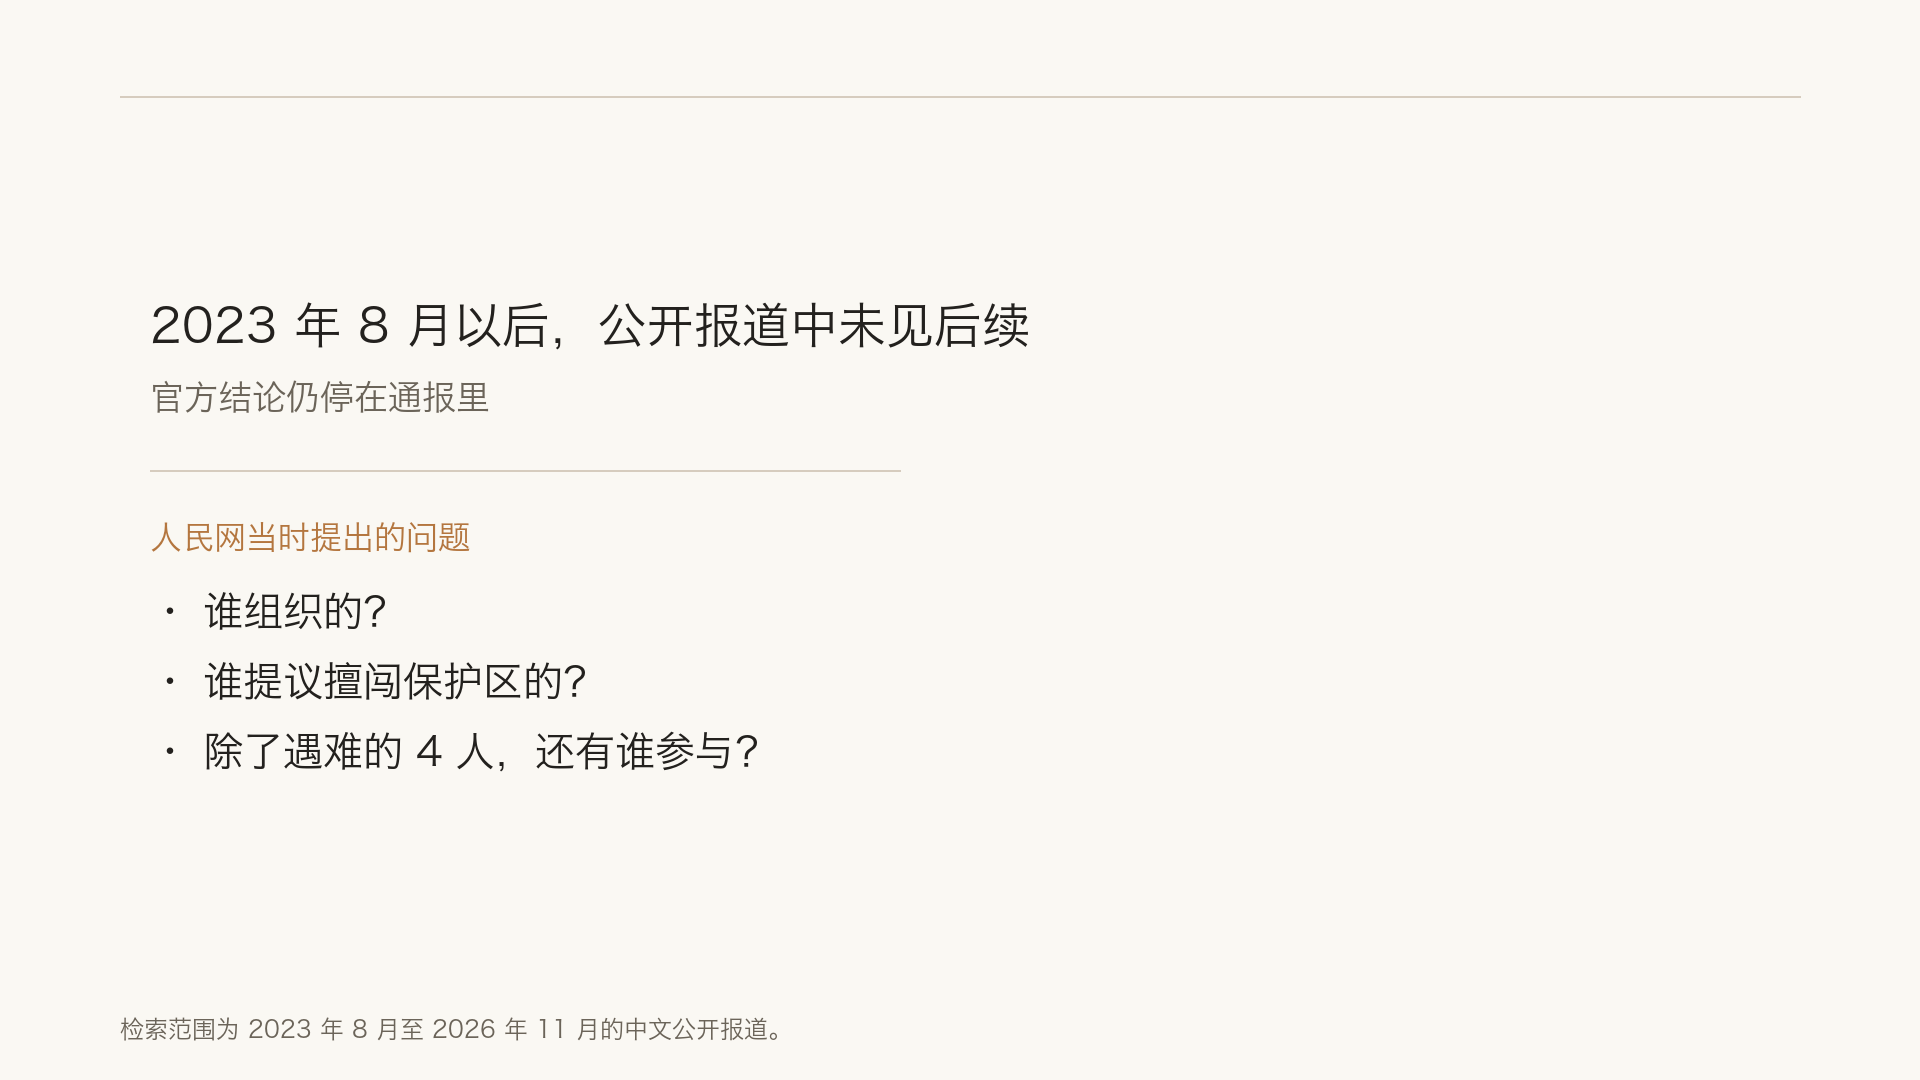 2023 年 8 月以后，公开报道中未见后续
官方结论仍停在通报里
人民网当时提出的问题
· 谁组织的？
· 谁提议擅闯保护区的？
· 除了遇难的 4 人，还有谁参与？
检索范围为 2023 年 8 月至 2026 年 11 月的中文公开报道。